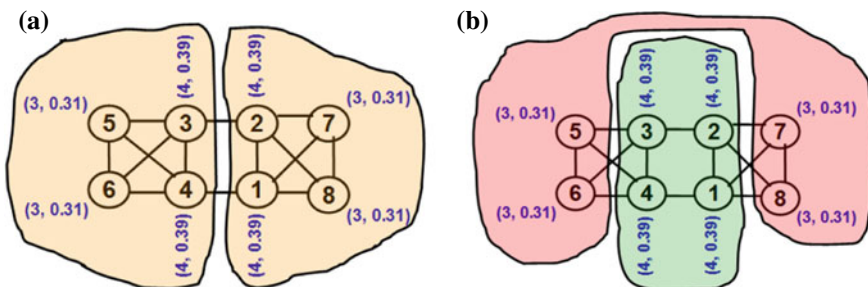 (a)
(4, 0.39) (4, 0.39)
(3, 0.31) (3, 0.31)
5 3 2 7
6 4 1 8
(3, 0.31) (3, 0.31)
(4, 0.39) (4, 0.39)
(b)
(4, 0.39) (4, 0.39)
(3, 0.31) (3, 0.31)
5 3 2 7
6 4 1 8
(3, 0.31) (3, 0.31)
(4, 0.39) (4, 0.39)